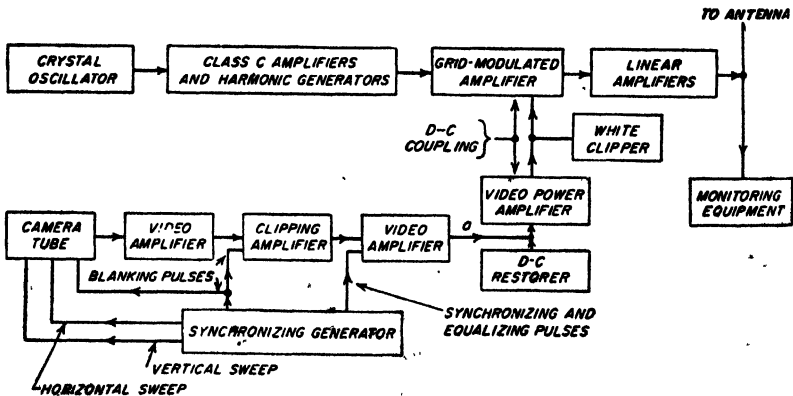 TO ANTENNA
CRYSTAL
OSCILLATOR
CLASS C AMPLIFIERS
AND HARMONIC GENERATORS
GRID-MODULATED
AMPLIFIER
LINEAR
AMPLIFIERS
D-C
COUPLING
WHITE
CLIPPER
VIDEO POWER
AMPLIFIER
MONITORING
EQUIPMENT
CAMERA
TUBE
VIDEO
AMPLIFIER
CLIPPING
AMPLIFIER
VIDEO
AMPLIFIER
a
D-C
RESTORER
BLANKING PULSES
SYNCHRONIZING GENERATOR
SYNCHRONIZING AND
EQUALIZING PULSES
VERTICAL SWEEP
HORIZONTAL SWEEP